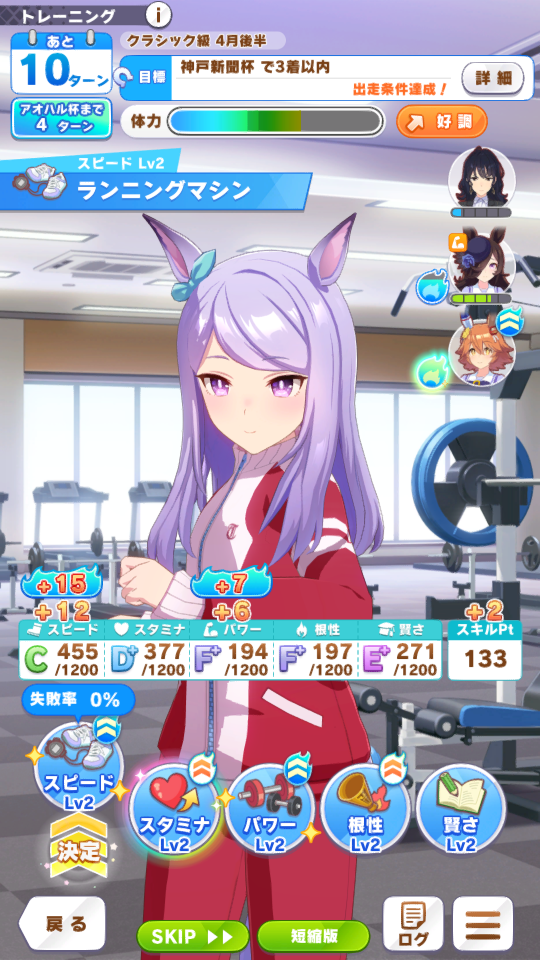 トレーニング i
あと
10ターン
アオハル杯まで
4 ターン
クラシック級 4月後半
目標
神戸新聞杯 で3着以内
出走条件達成！
詳細
体力
好調
スピード Lv2
ランニングマシン
+15
+12
+7
+6
+2
スピード スタミナ パワー 根性 賢さ スキルPt
C 455 /1200
D+ 377 /1200
F+ 194 /1200
F+ 197 /1200
E+ 271 /1200
133
失敗率 0%
スピード
Lv2
スタミナ
Lv2
パワー
Lv2
根性
Lv2
賢さ
Lv2
決定
戻る
SKIP
短縮版
ログ